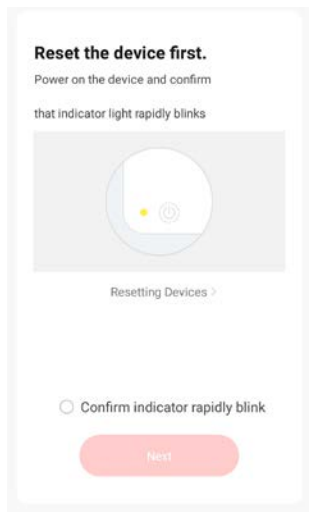 Reset the device first.
Power on the device and confirm
that indicator light rapidly blinks
Resetting Devices >
Confirm indicator rapidly blink
Next